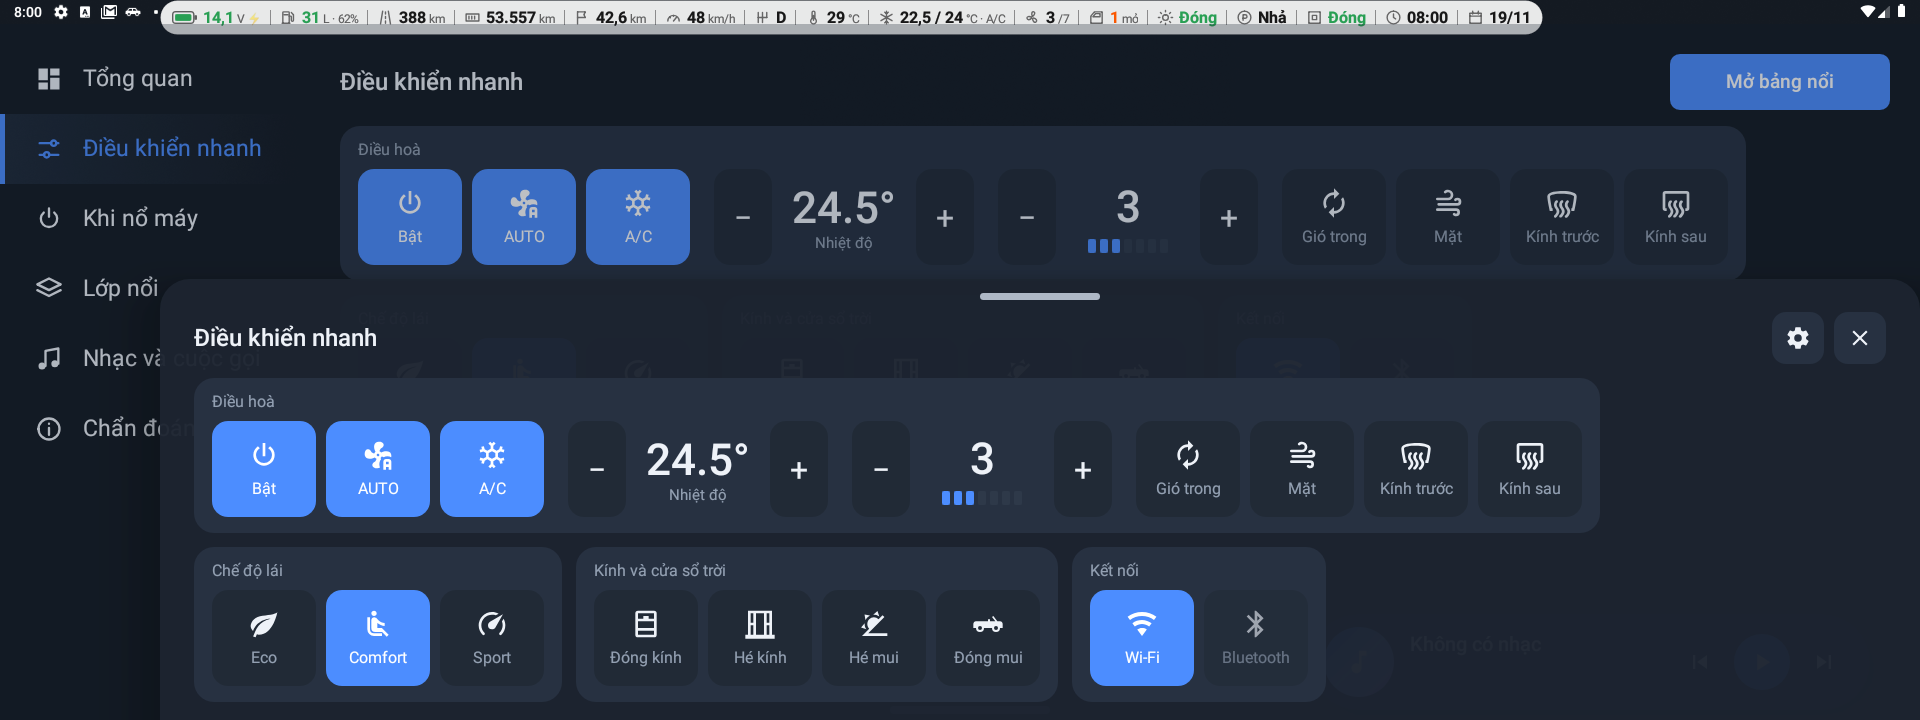 8:00
14,1 V
31 L · 62%
388 km
53.557 km
42,6 km
48 km/h
D
29 °C
22,5 / 24 °C · A/C
3 /7
1 mỏ
Đóng
Nhả
Đóng
08:00
19/11
Tổng quan
Điều khiển nhanh
Khi nổ máy
Lớp nổi
Nhạc và cuộc gọi
Chẩn đoán
Điều khiển nhanh
Mở bảng nổi
Điều hoà
Bật
AUTO
A/C
−
24.5°
Nhiệt độ
+
−
3
+
Gió trong
Mặt
Kính trước
Kính sau
Điều khiển nhanh
Điều hoà
Bật
AUTO
A/C
−
24.5°
Nhiệt độ
+
−
3
+
Gió trong
Mặt
Kính trước
Kính sau
Chế độ lái
Eco
Comfort
Sport
Kính và cửa sổ trời
Đóng kính
Hé kính
Hé mui
Đóng mui
Kết nối
Wi-Fi
Bluetooth
Không có nhạc